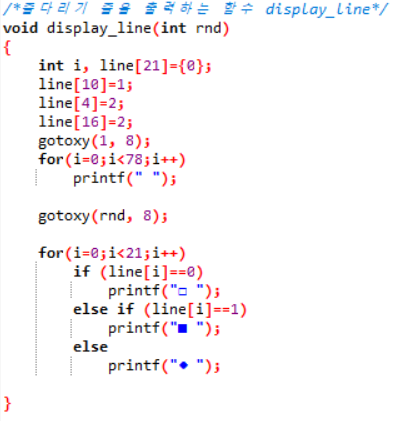 /*줄다리기 줄을 출력하는 함수 display_line*/
void display_line(int rnd)
{
    int i, line[21]={0};
    line[10]=1;
    line[4]=2;
    line[16]=2;
    gotoxy(1, 8);
    for(i=0;i<78;i++)
        printf(" ");

    gotoxy(rnd, 8);

    for(i=0;i<21;i++)
        if (line[i]==0)
            printf("□ ");
        else if (line[i]==1)
            printf("■ ");
        else
            printf("◆ ");

}